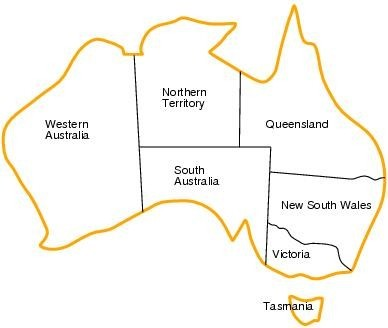 Northern
Territory
Western
Australia
Queensland
South
Australia
New South Wales
Victoria
Tasmania